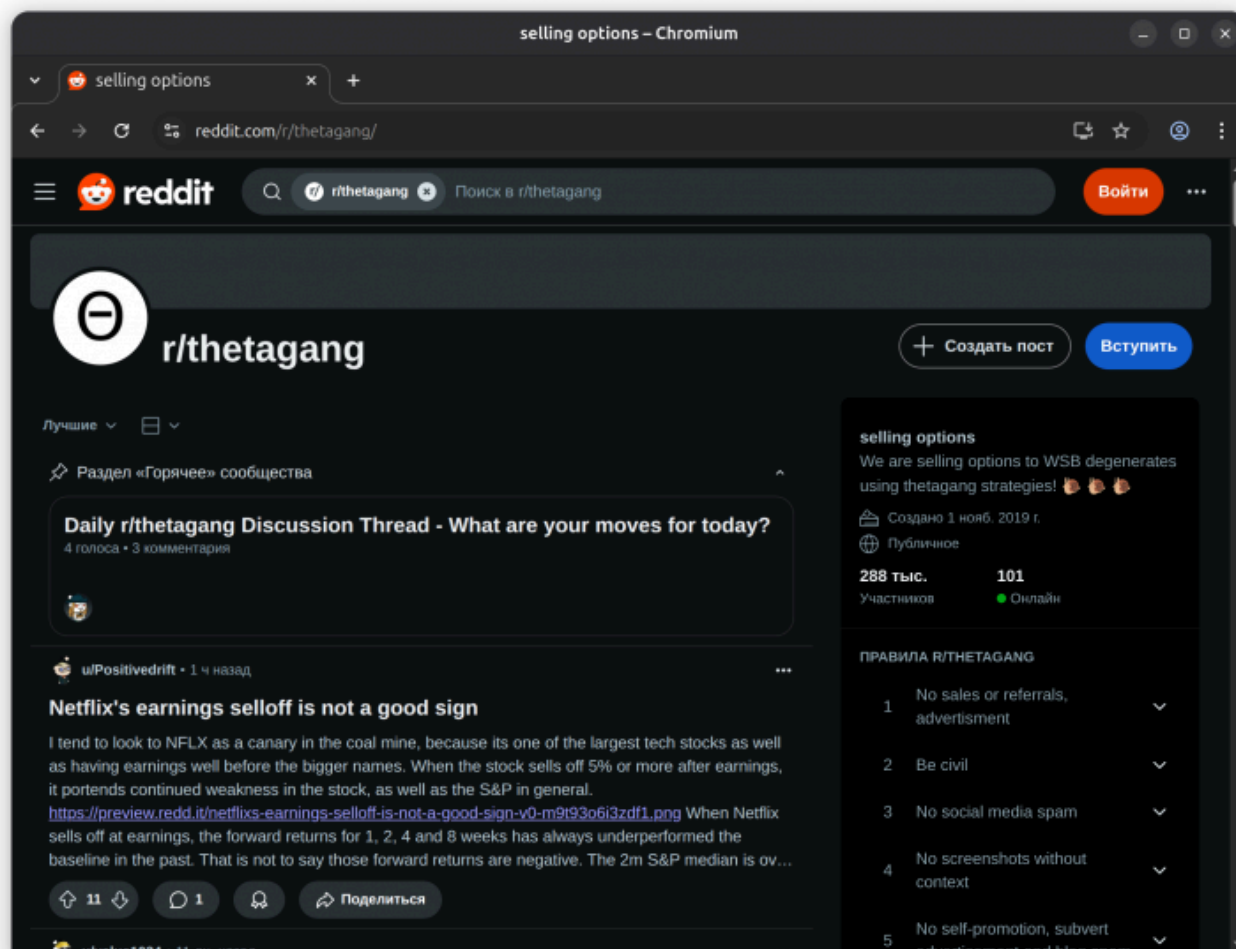 selling options – Chromium
selling options
reddit.com/r/thetagang/
reddit
r/thetagang
Поиск в r/thetagang
Войти
Θ
r/thetagang
Создать пост
Вступить
Лучшие
Раздел «Горячее» сообщества
Daily r/thetagang Discussion Thread - What are your moves for today?
4 голоса • 3 комментария
u/Positivedrift • 1 ч назад
Netflix's earnings selloff is not a good sign
I tend to look to NFLX as a canary in the coal mine, because its one of the largest tech stocks as well
as having earnings well before the bigger names. When the stock sells off 5% or more after earnings,
it portends continued weakness in the stock, as well as the S&P in general.
https://preview.redd.it/netflixs-earnings-selloff-is-not-a-good-sign-v0-m9t93o6i3zdf1.png When Netflix
sells off at earnings, the forward returns for 1, 2, 4 and 8 weeks has always underperformed the
baseline in the past. That is not to say those forward returns are negative. The 2m S&P median is ov…
11
1
Поделиться
selling options
We are selling options to WSB degenerates
using thetagang strategies!
Создано 1 нояб. 2019 г.
Публичное
288 тыс.
101
Участников
Онлайн
ПРАВИЛА R/THETAGANG
1
No sales or referrals,
advertisment
2
Be civil
3
No social media spam
4
No screenshots without
context
5
No self-promotion, subvert